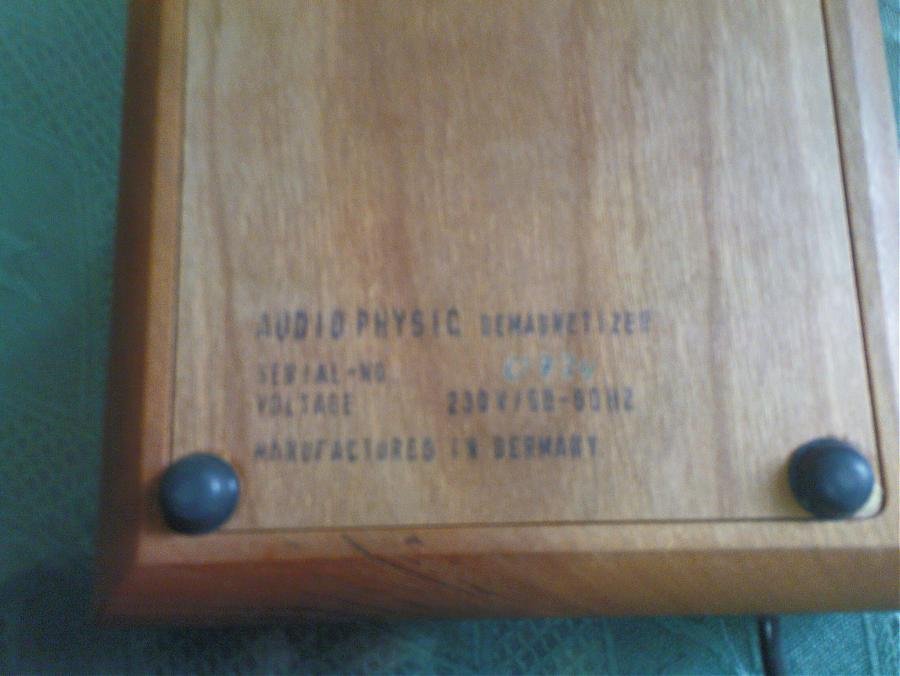 AUDIO PHYSIC DEMAGNETIZER
SERIAL-NO.
VOLTAGE 230V/50-60HZ
MANUFACTURED IN GERMANY.